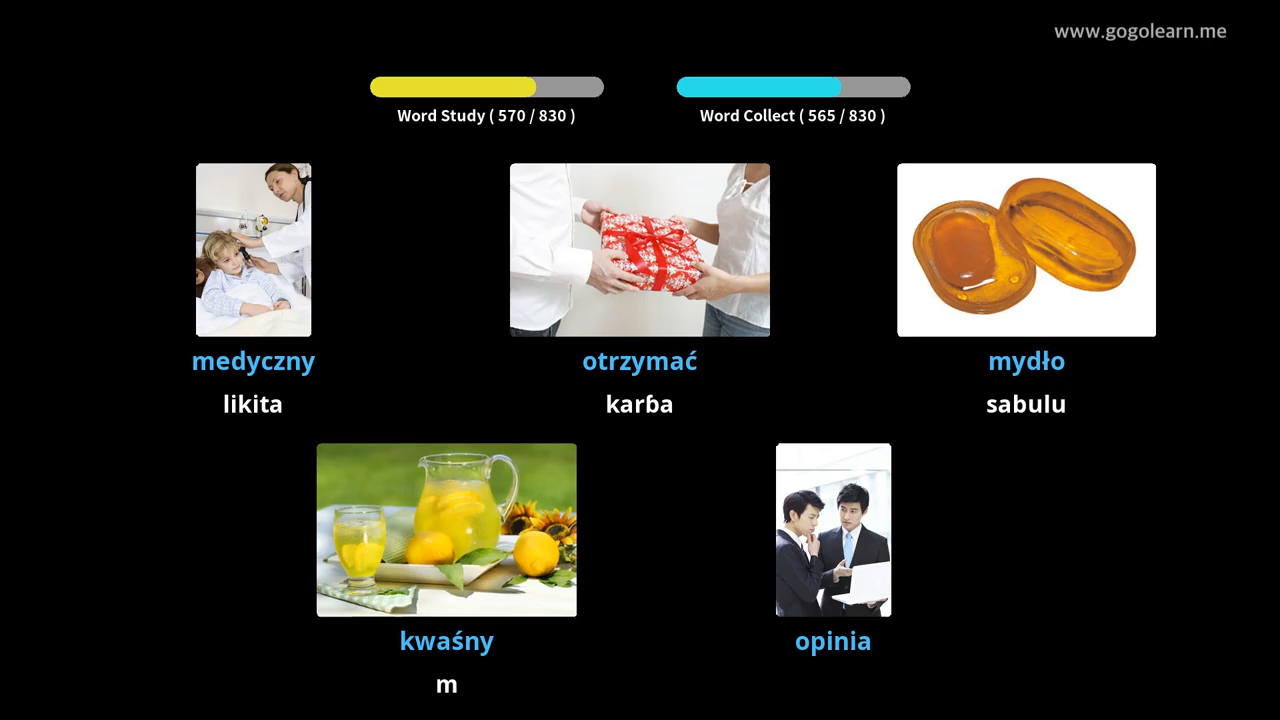 www.gogolearn.me
Word Study ( 570 / 830 )
Word Collect ( 565 / 830 )
medyczny
otrzymać
mydło
likita
karɓa
sabulu
kwaśny
opinia
m